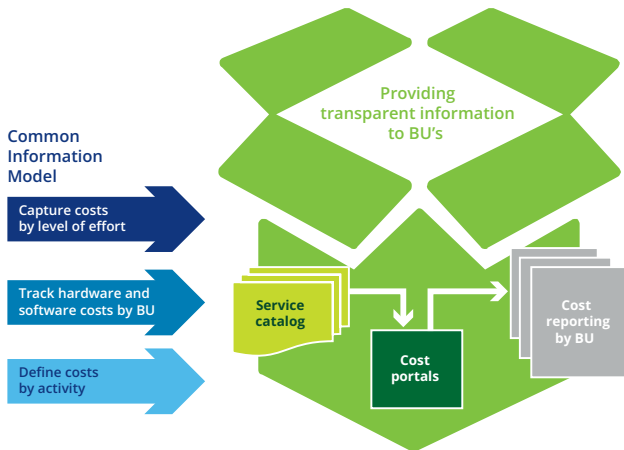 Providing
transparent information
to BU's
Common
Information
Model
Capture costs
by level of effort
Track hardware and
software costs by BU
Define costs
by activity
Service
catalog
Cost
portals
Cost
reporting
by BU